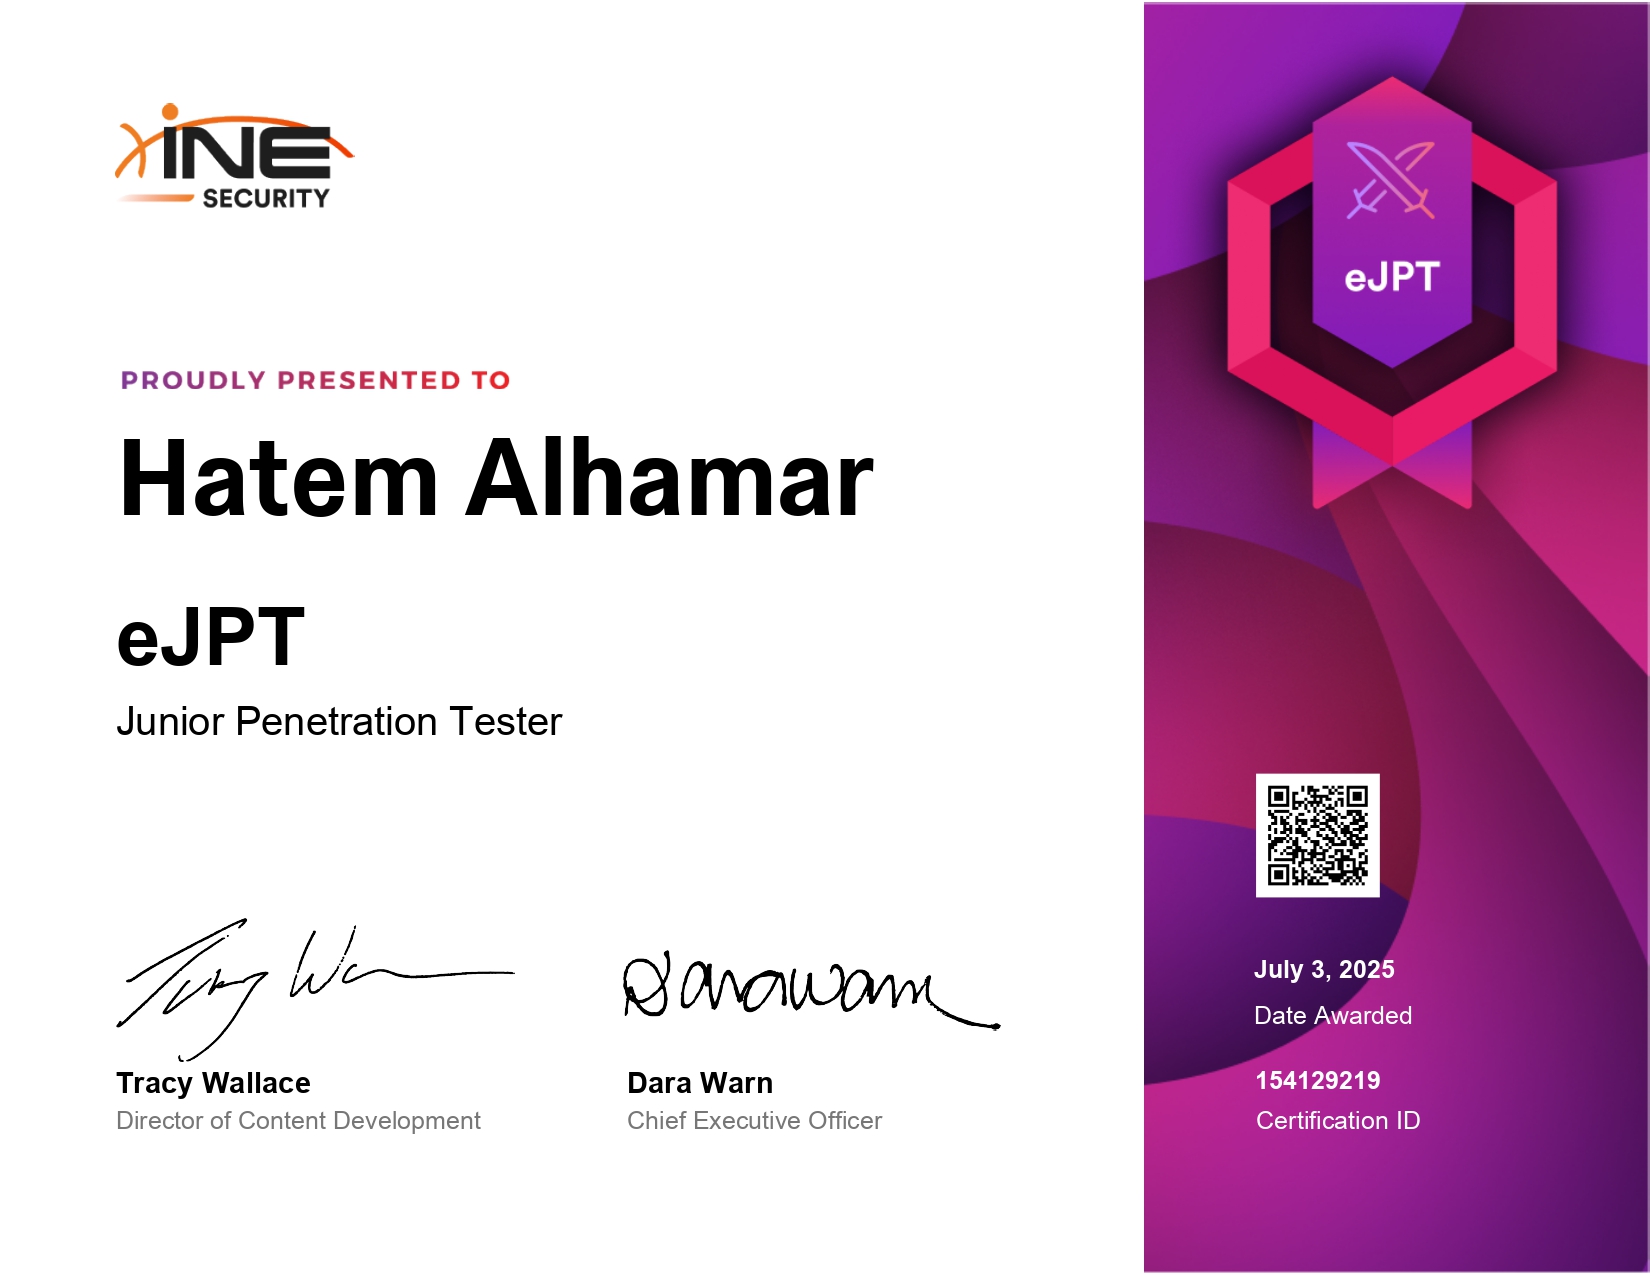 INE
SECURITY
PROUDLY PRESENTED TO
Hatem Alhamar
eJPT
Junior Penetration Tester
Tracy Wallace
Director of Content Development
Dara Warn
Chief Executive Officer
eJPT
July 3, 2025
Date Awarded
154129219
Certification ID